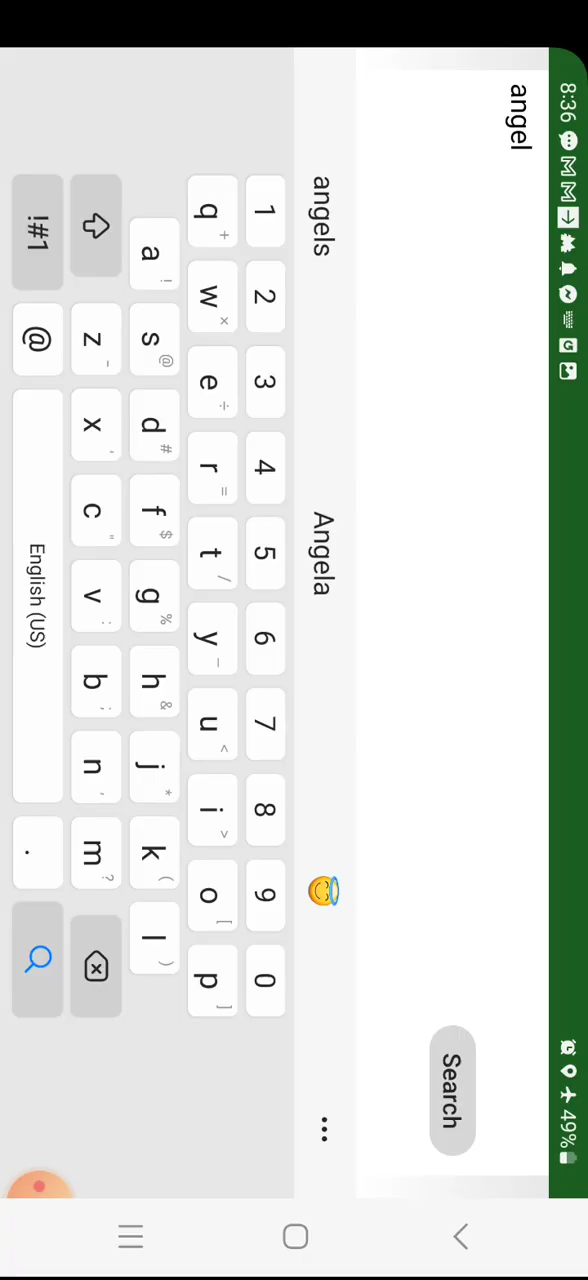 8:36 49%
angel
Search
angels Angela
1 2 3 4 5 6 7 8 9 0
q + w × e ÷ r = t / y _ u < i > o [ p ]
a ! s @ d # f $ g % h & j * k ( l )
z - x ' c " v : b ; n , m ?
!#1 @ English (US) .